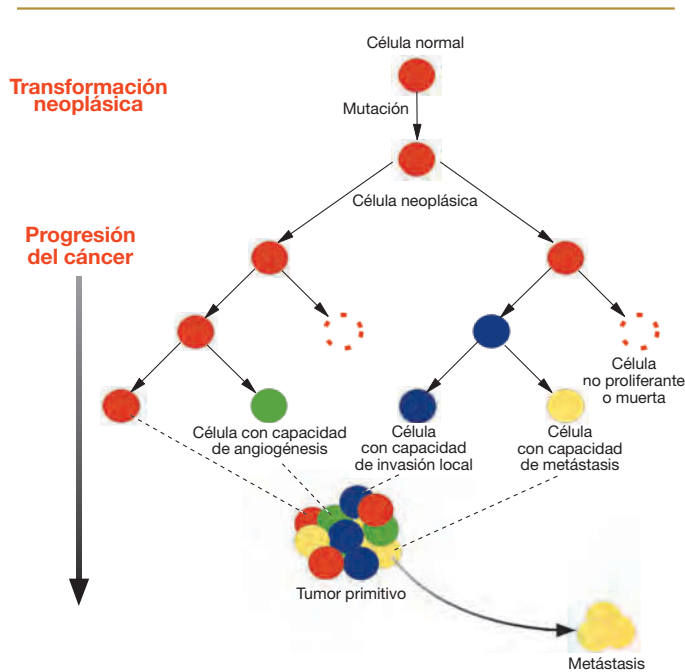 Célula normal
Transformación
neoplásica
Mutación
Célula neoplásica
Progresión
del cáncer
Célula
no proliferante
o muerta
Célula con capacidad
de angiogénesis
Célula
con capacidad
de invasión local
Célula
con capacidad
de metástasis
Tumor primitivo
Metástasis